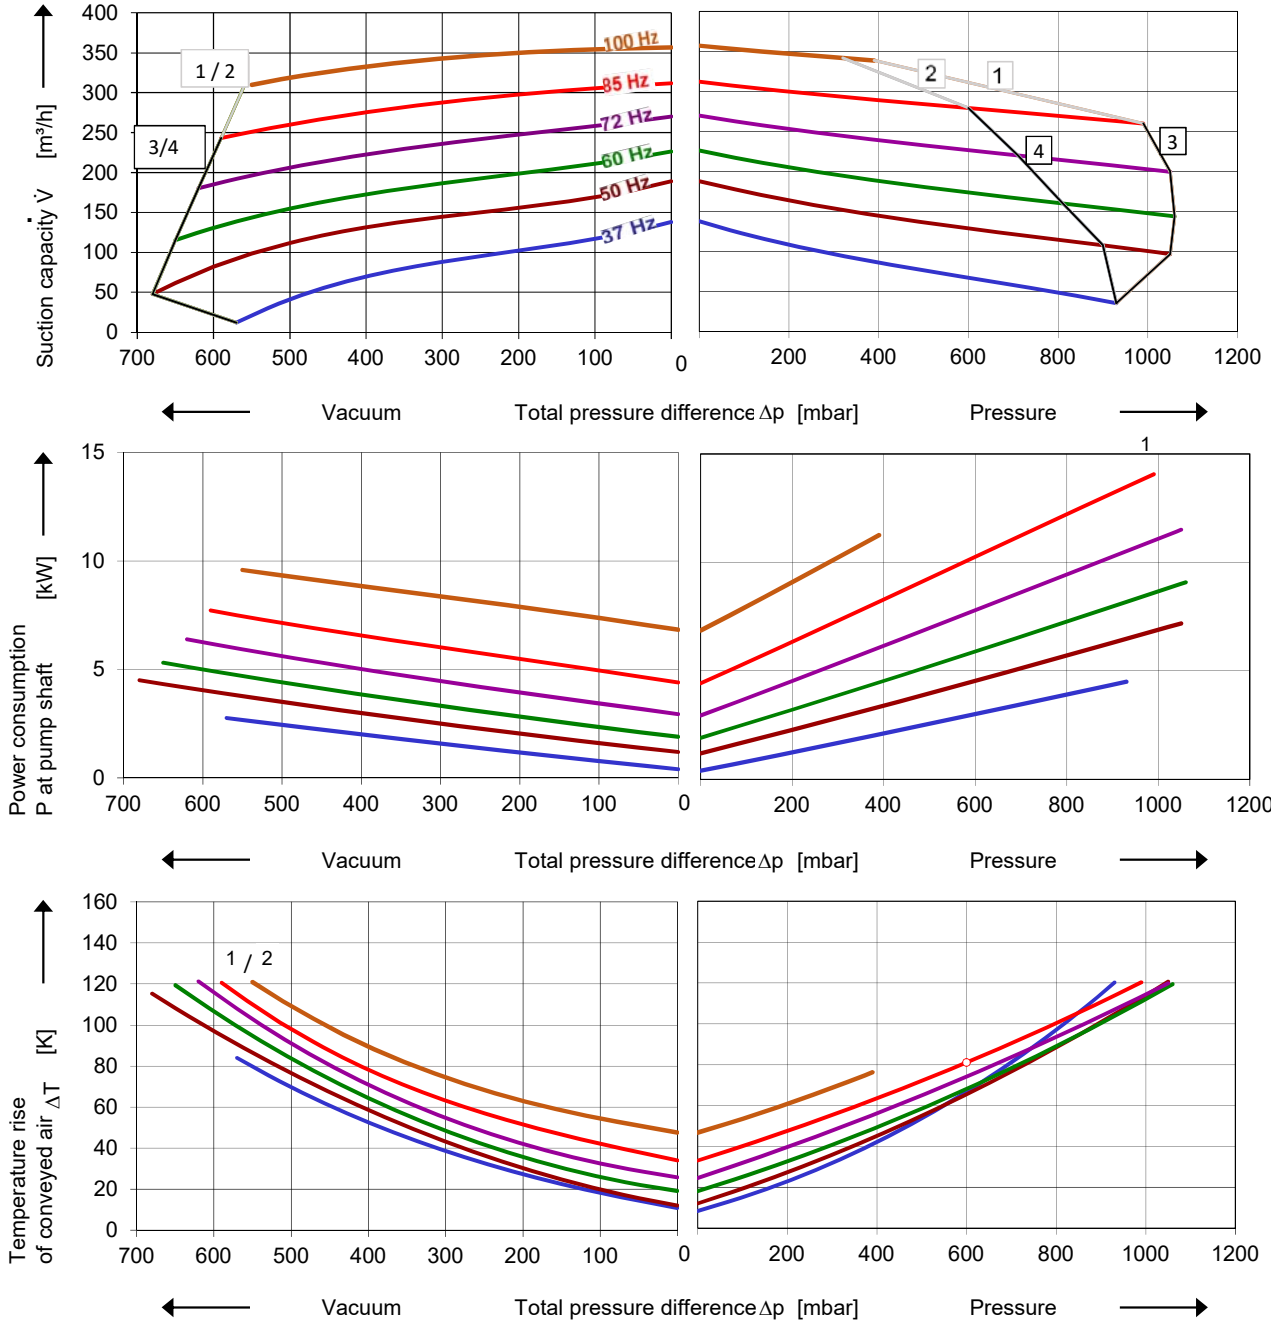 400
350
300
250
200
150
100
50
0
Suction capacity V̇ [m³/h]
1 / 2
3/4
100 Hz
85 Hz
72 Hz
60 Hz
50 Hz
37 Hz
2
1
4
3
700 600 500 400 300 200 100 0 200 400 600 800 1000 1200
Vacuum Total pressure difference Δp [mbar] Pressure
15
10
5
0
Power consumption [kW]
P at pump shaft
1
700 600 500 400 300 200 100 0 200 400 600 800 1000 1200
Vacuum Total pressure difference Δp [mbar] Pressure
160
140
120
100
80
60
40
20
0
Temperature rise [K]
of conveyed air ΔT
1 / 2
700 600 500 400 300 200 100 0 200 400 600 800 1000 1200
Vacuum Total pressure difference Δp [mbar] Pressure